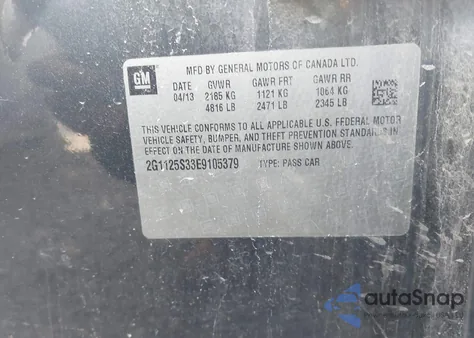 GM
MFD BY GENERAL MOTORS OF CANADA LTD.
DATE GVWR GAWR FRT GAWR RR
04/13 2185 KG 1121 KG 1064 KG
4816 LB 2471 LB 2345 LB
THIS VEHICLE CONFORMS TO ALL APPLICABLE U.S. FEDERAL MOTOR
VEHICLE SAFETY, BUMPER, AND THEFT PREVENTION STANDARDS IN
EFFECT ON THE DATE OF MANUFACTURE SHOWN ABOVE.
2G1125S33E9105379 TYPE: PASS CAR
autoSnap